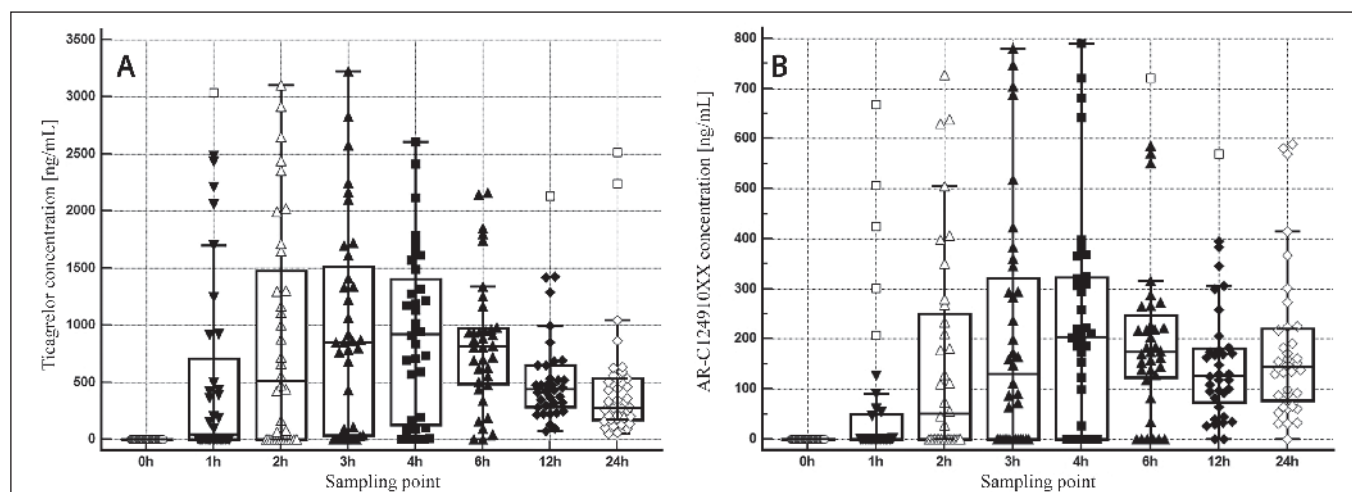 A
Ticagrelor concentration [ng/mL]
3500
3000
2500
2000
1500
1000
500
0
0h 1h 2h 3h 4h 6h 12h 24h
Sampling point
B
AR-C124910XX concentration [ng/mL]
800
700
600
500
400
300
200
100
0
0h 1h 2h 3h 4h 6h 12h 24h
Sampling point